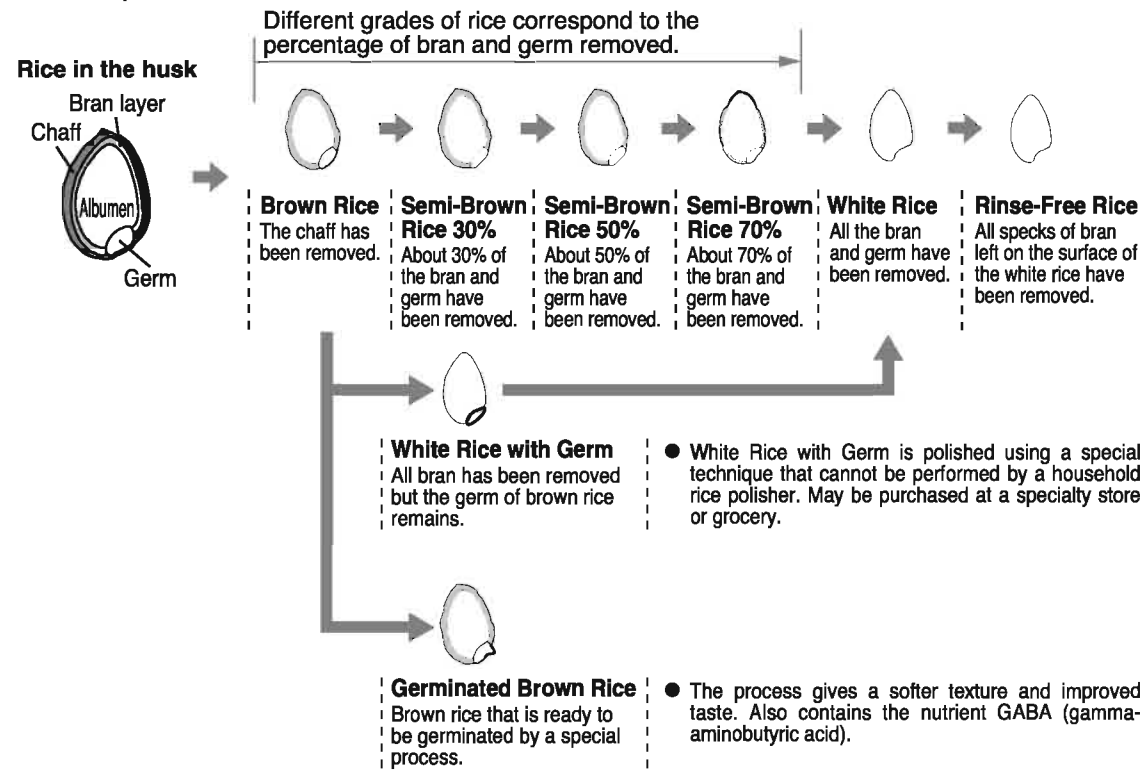 Different grades of rice correspond to the
percentage of bran and germ removed.
Rice in the husk
Bran layer
Chaff
Albumen
Germ
Brown Rice
The chaff has
been removed.
Semi-Brown
Rice 30%
About 30% of
the bran and
germ have
been removed.
Semi-Brown
Rice 50%
About 50% of
the bran and
germ have
been removed.
Semi-Brown
Rice 70%
About 70% of
the bran and
germ have
been removed.
White Rice
All the bran
and germ have
been removed.
Rinse-Free Rice
All specks of bran
left on the surface of
the white rice have
been removed.
White Rice with Germ
All bran has been removed
but the germ of brown rice
remains.
● White Rice with Germ is polished using a special
technique that cannot be performed by a household
rice polisher. May be purchased at a specialty store
or grocery.
Germinated Brown Rice
Brown rice that is ready to
be germinated by a special
process.
● The process gives a softer texture and improved
taste. Also contains the nutrient GABA (gamma-
aminobutyric acid).